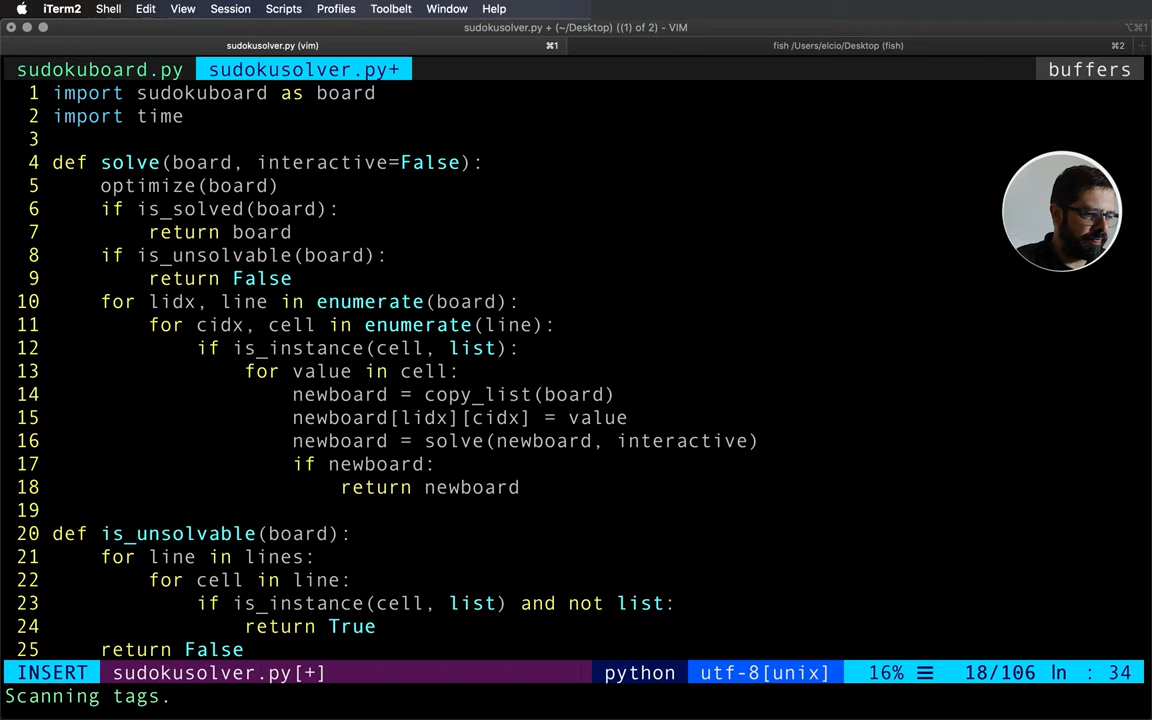 iTerm2 Shell Edit View Session Scripts Profiles Toolbelt Window Help
sudokusolver.py + (~/Desktop) ((1) of 2) - VIM ⌥⌘1
sudokusolver.py (vim) ⌘1 fish /Users/elcio/Desktop (fish) ⌘2 +
sudokuboard.py sudokusolver.py+ buffers
1 import sudokuboard as board
2 import time
3
4 def solve(board, interactive=False):
5     optimize(board)
6     if is_solved(board):
7         return board
8     if is_unsolvable(board):
9         return False
10     for lidx, line in enumerate(board):
11         for cidx, cell in enumerate(line):
12             if is_instance(cell, list):
13                 for value in cell:
14                     newboard = copy_list(board)
15                     newboard[lidx][cidx] = value
16                     newboard = solve(newboard, interactive)
17                     if newboard:
18                         return newboard
19
20 def is_unsolvable(board):
21     for line in lines:
22         for cell in line:
23             if is_instance(cell, list) and not list:
24                 return True
25     return False
INSERT sudokusolver.py[+] python utf-8[unix] 16% ☰ 18/106 ln : 34
Scanning tags.